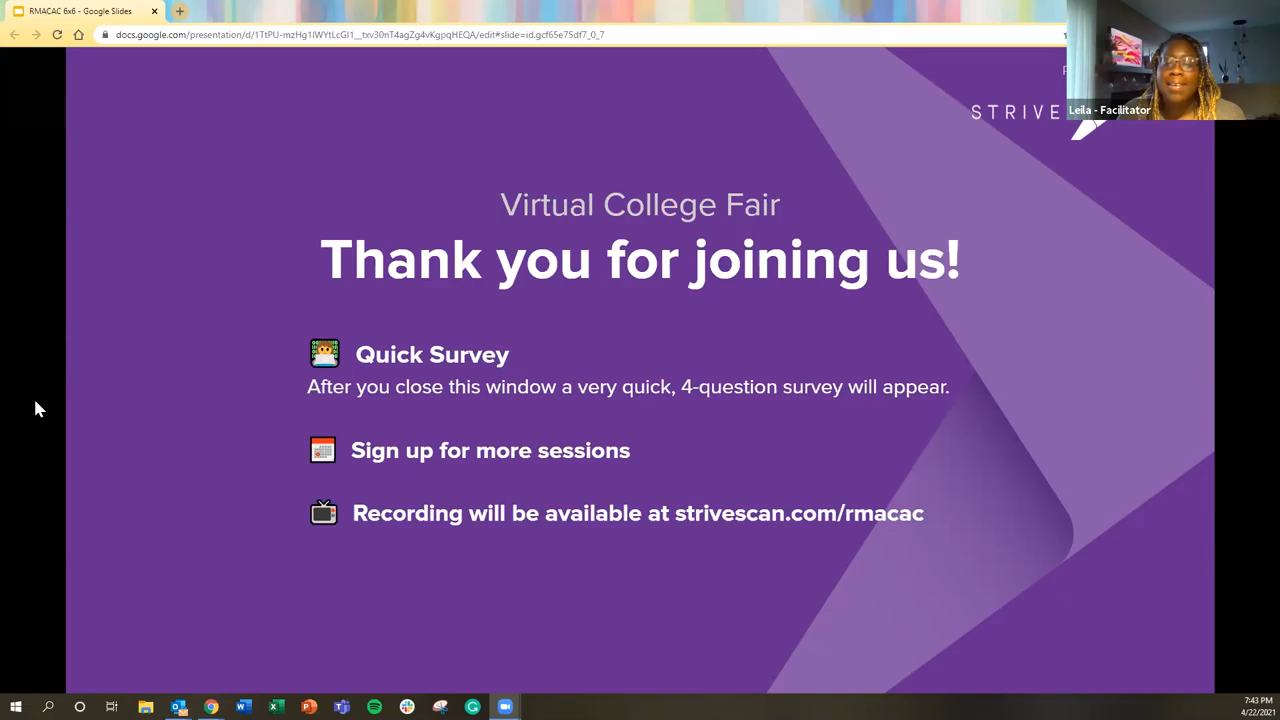 RMACAC 6x6 - Google Slides
docs.google.com/presentation/d/1TtPU-mzHg1IWYtLcGI1__txv30nT4agZg4vKgpqHEQA/edit#slide=id.gcf65e75df7_0_7
STRIVE
Leila - Facilitator
Virtual College Fair
Thank you for joining us!
Quick Survey
After you close this window a very quick, 4-question survey will appear.
Sign up for more sessions
Recording will be available at strivescan.com/rmacac
7:43 PM
4/22/2021